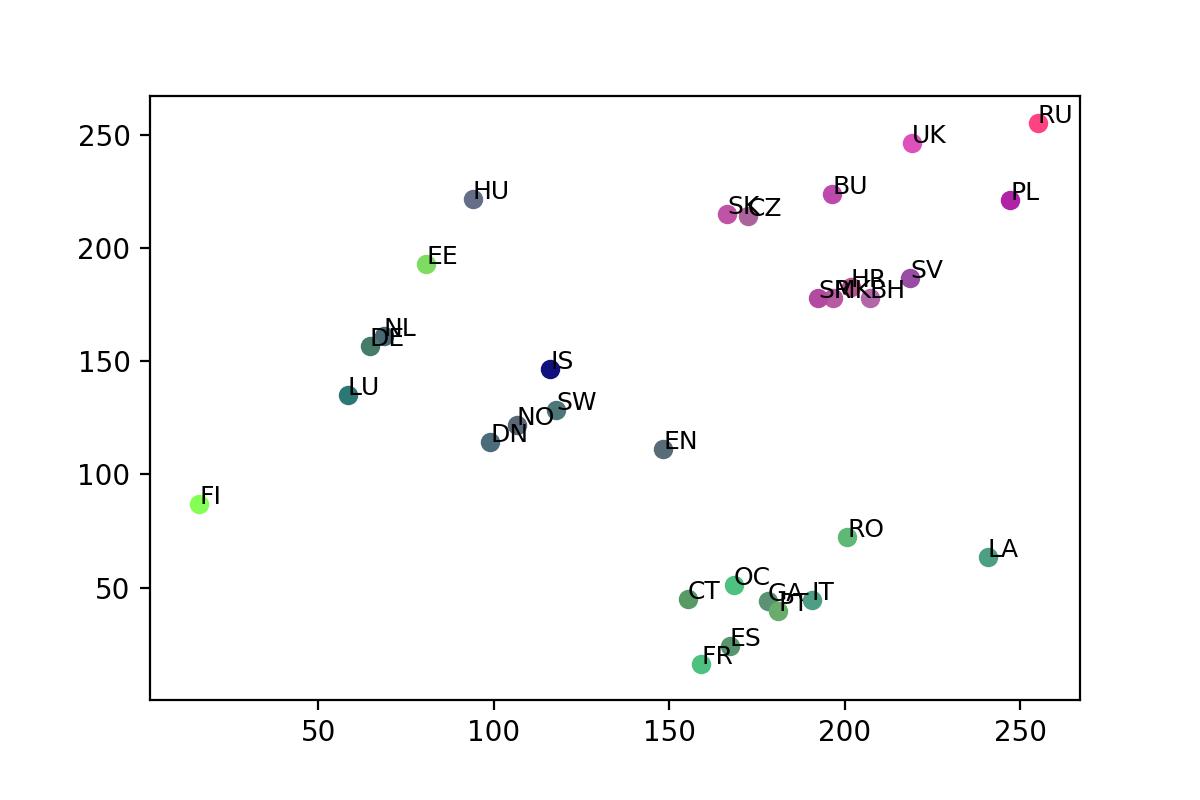 RU
UK
250
BU
HU
PL
SK
CZ
200
EE
SV
HR
SR
MK
BH
NL
DE
150
IS
LU
SW
NO
DN
EN
100
FI
RO
LA
OC
50
CT
GA
IT
PT
ES
FR
50 100 150 200 250